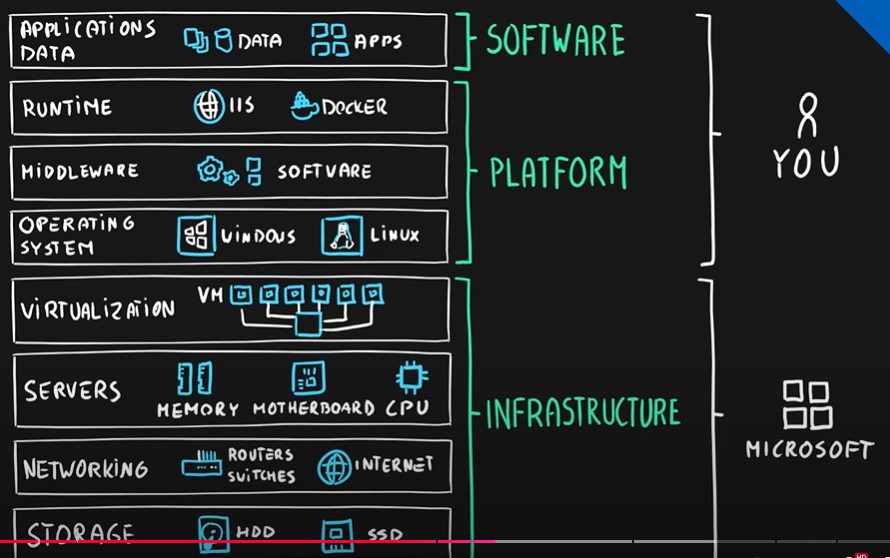 APPLICATIONS
DATA
DATA
APPS
SOFTWARE
RUNTIME
IIS
DOCKER
MIDDLEWARE
SOFTWARE
PLATFORM
OPERATING
SYSTEM
WINDOWS
LINUX
YOU
VIRTUALIZATION
VM
SERVERS
MEMORY
MOTHERBOARD
CPU
INFRASTRUCTURE
NETWORKING
ROUTERS
SWITCHES
INTERNET
MICROSOFT
STORAGE
HDD
SSD
HD